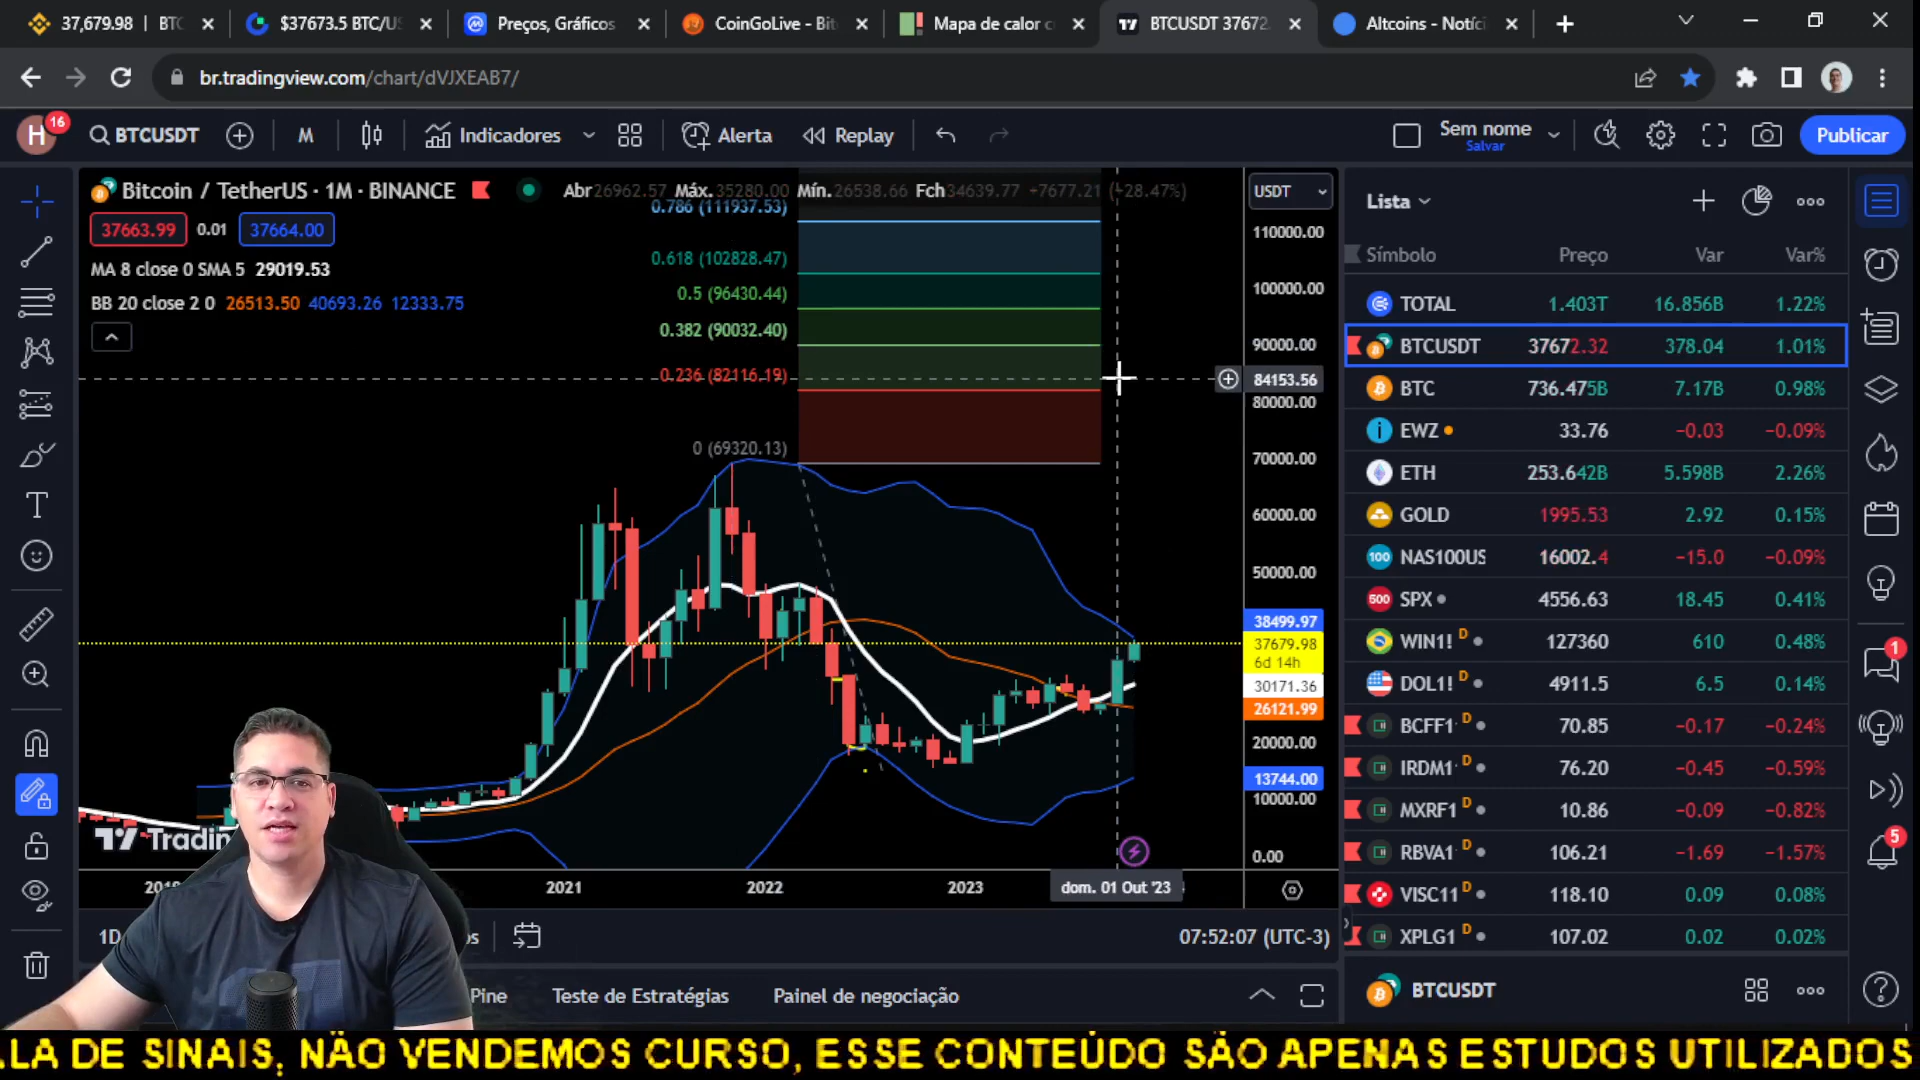 37,679.98 | BTC
$37673.5 BTC/US
Preços, Gráficos
CoinGoLive - Bit
Mapa de calor c
BTCUSDT 37672
Altcoins - Notíci
br.tradingview.com/chart/dVJXEAB7/
H 16
BTCUSDT
M
Indicadores
Alerta
Replay
Sem nome
Salvar
Publicar
Bitcoin / TetherUS · 1M · BINANCE
Abr26962.57 Máx.35280.00 Mín.26538.66 Fch34639.77 +7677.21 (+28.47%)
37663.99 0.01 37664.00
MA 8 close 0 SMA 5 29019.53
BB 20 close 2 0 26513.50 40693.26 12333.75
0.786 (111937.53)
0.618 (102828.47)
0.5 (96430.44)
0.382 (90032.40)
0.236 (82116.19)
0 (69320.13)
USDT
110000.00
100000.00
90000.00
84153.56
80000.00
70000.00
60000.00
50000.00
38499.97
37679.98
6d 14h
30171.36
26121.99
20000.00
13744.00
10000.00
0.00
2021
2022
2023
dom. 01 Out '23
1D
07:52:07 (UTC-3)
Pine
Teste de Estratégias
Painel de negociação
Lista
Símbolo Preço Var Var%
TOTAL 1.403T 16.856B 1.22%
BTCUSDT 37672.32 378.04 1.01%
BTC 736.475B 7.17B 0.98%
EWZ 33.76 −0.03 −0.09%
ETH 253.642B 5.598B 2.26%
GOLD 1995.53 2.92 0.15%
100 NAS100US 16002.4 −15.0 −0.09%
500 SPX 4556.63 18.45 0.41%
WIN1! D 127360 610 0.48%
DOL1! D 4911.5 6.5 0.14%
BCFF1 D 70.85 −0.17 −0.24%
IRDM1 D 76.20 −0.45 −0.59%
MXRF1 D 10.86 −0.09 −0.82%
RBVA1 D 106.21 −1.69 −1.57%
VISC11 D 118.10 0.09 0.08%
XPLG1 D 107.02 0.02 0.02%
BTCUSDT
1
5
LLA DE SINAIS, NÃO VENDEMOS CURSO, ESSE CONTEÚDO SÃO APENAS ESTUDOS UTILIZADOS